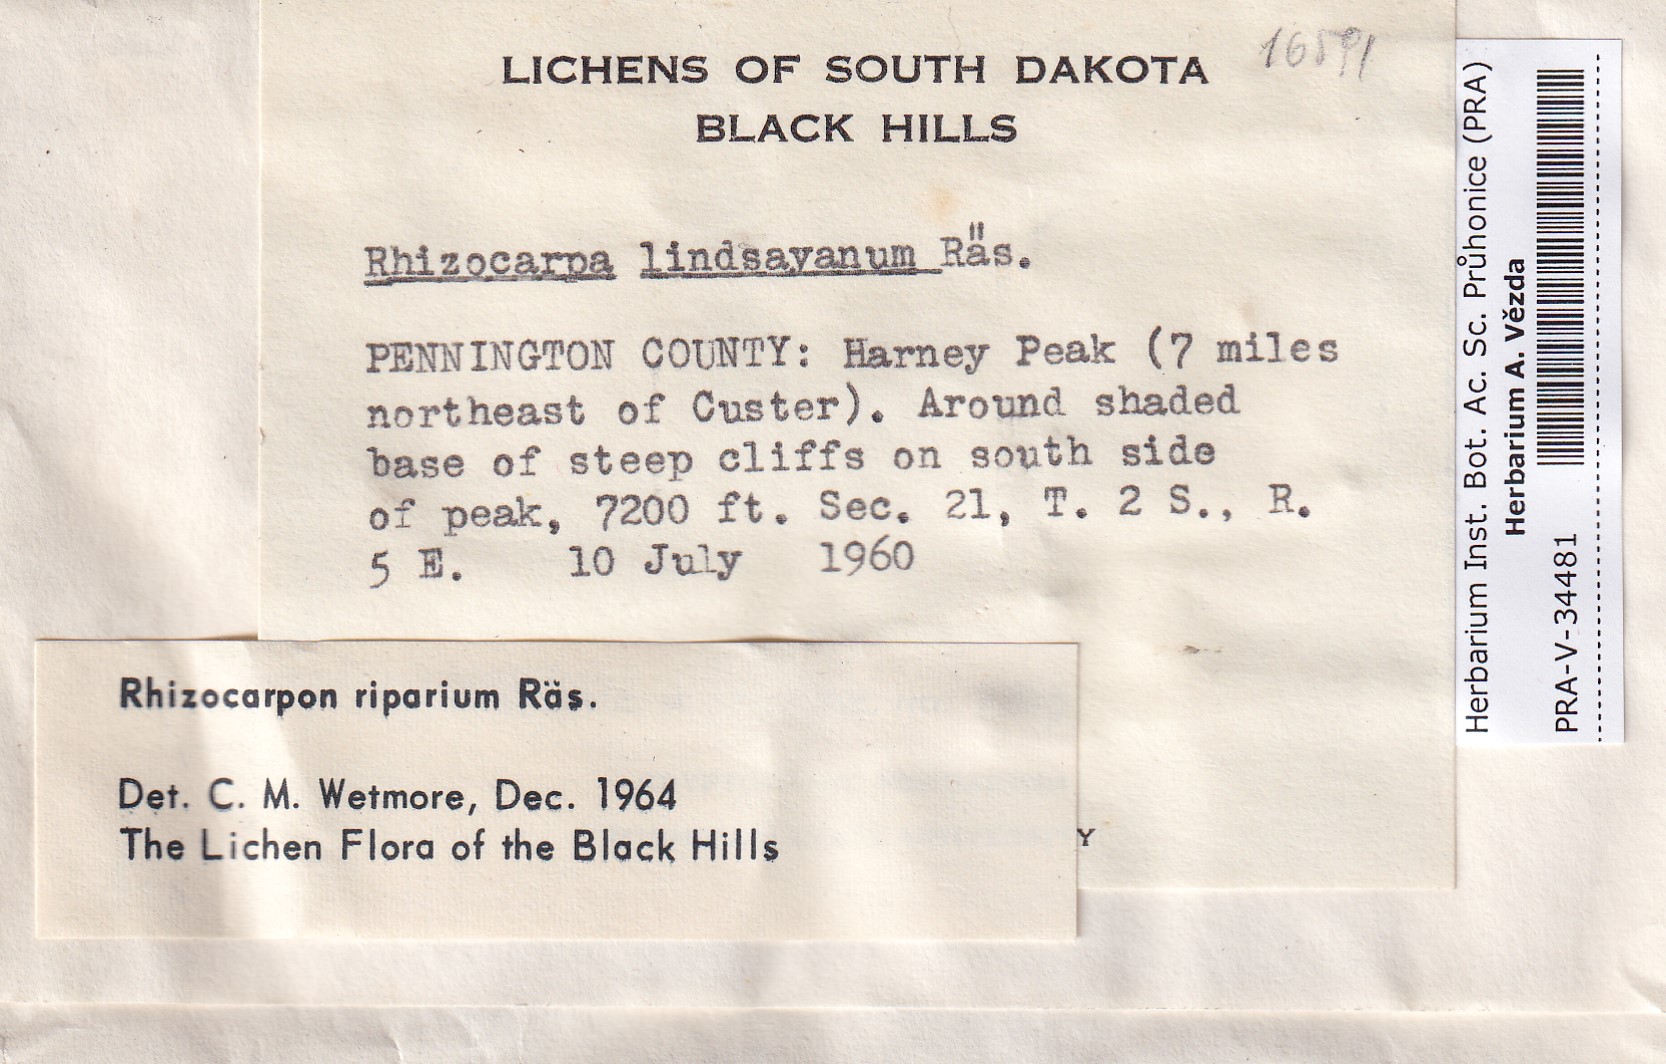 16591
LICHENS OF SOUTH DAKOTA
BLACK HILLS
Rhizocarpa lindsayanum Räs.
PENNINGTON COUNTY: Harney Peak (7 miles
northeast of Custer). Around shaded
base of steep cliffs on south side
of peak, 7200 ft. Sec. 21, T. 2 S., R.
5 E. 10 July 1960
Rhizocarpon riparium Räs.
Det. C. M. Wetmore, Dec. 1964
The Lichen Flora of the Black Hills
Y
Herbarium Inst. Bot. Ac. Sc. Průhonice (PRA)
Herbarium A. Vězda
PRA-V-34481